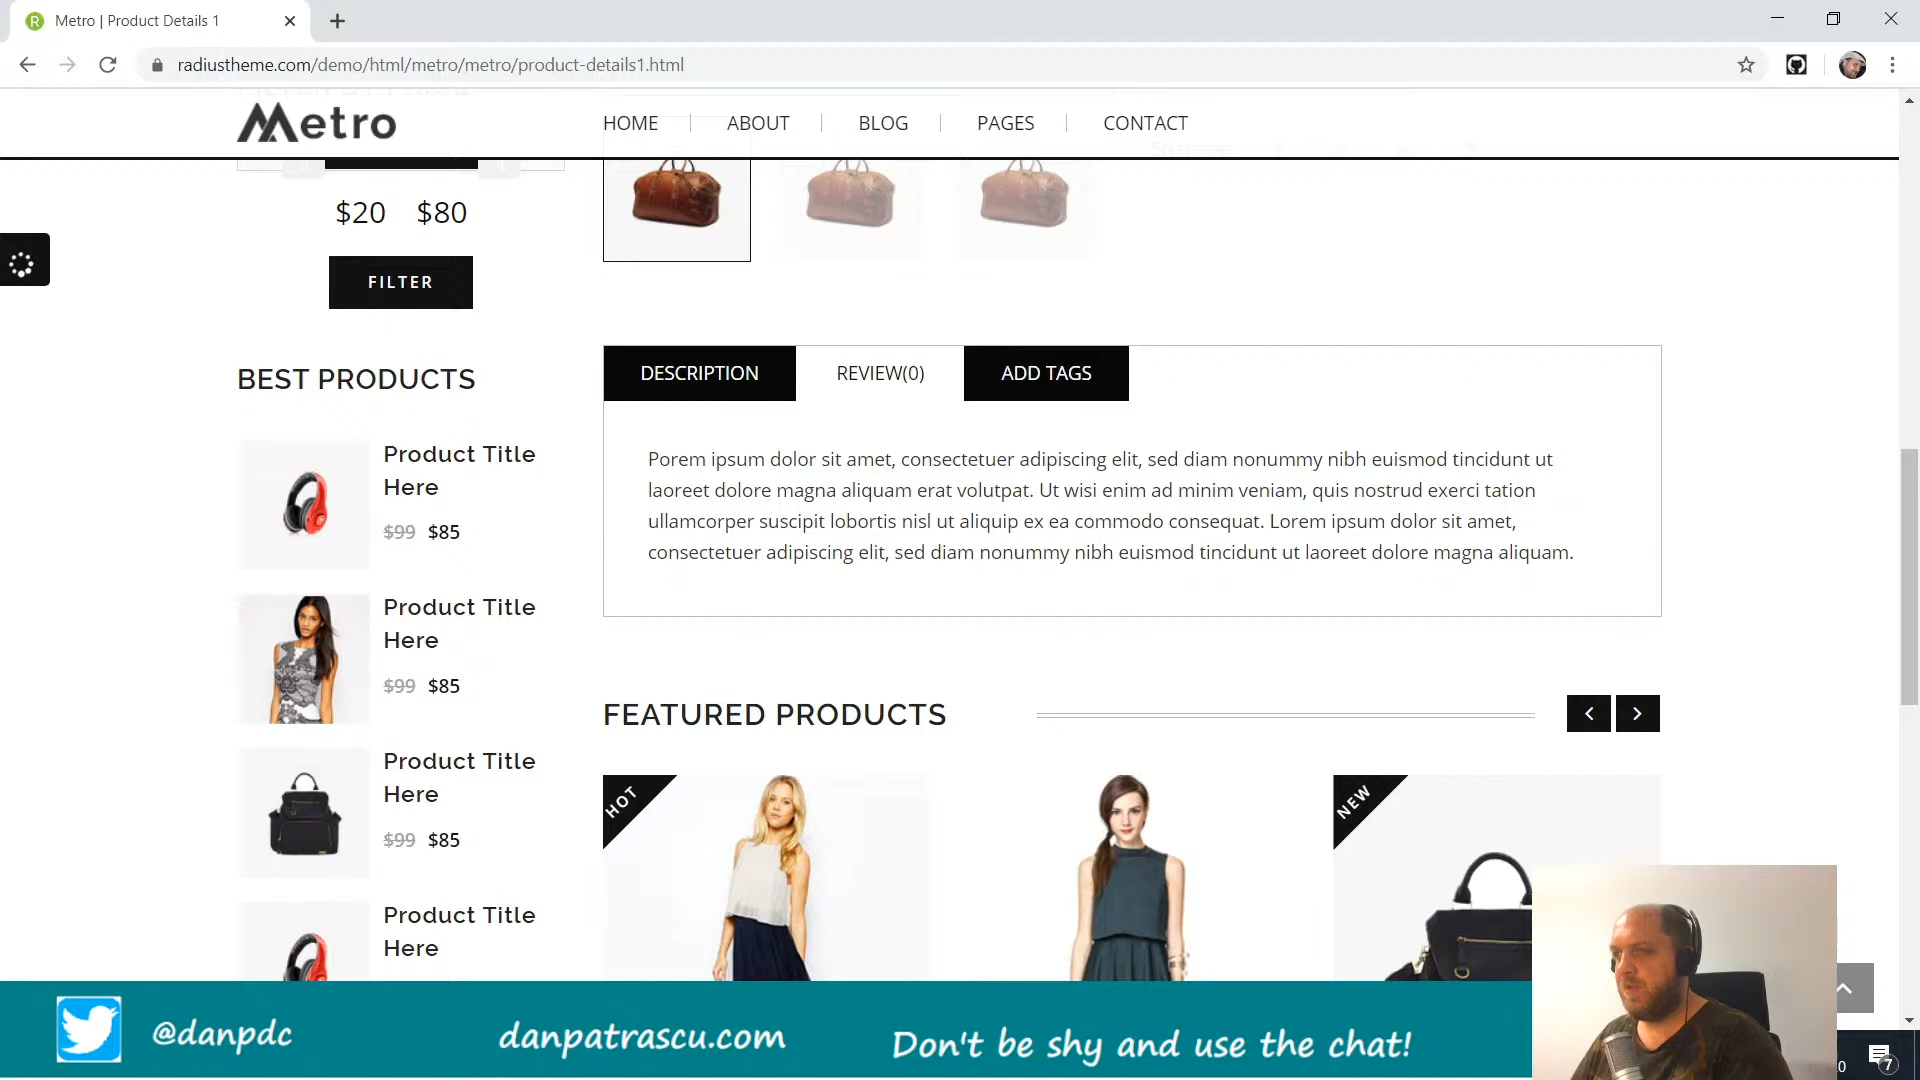 Metro | Product Details 1
radiustheme.com/demo/html/metro/metro/product-details1.html
Metro
HOME
ABOUT
BLOG
PAGES
CONTACT
$20 $80
FILTER
BEST PRODUCTS
Product Title
Here
$99 $85
Product Title
Here
$99 $85
Product Title
Here
$99 $85
Product Title
Here
DESCRIPTION
REVIEW(0)
ADD TAGS
Porem ipsum dolor sit amet, consectetuer adipiscing elit, sed diam nonummy nibh euismod tincidunt ut
laoreet dolore magna aliquam erat volutpat. Ut wisi enim ad minim veniam, quis nostrud exerci tation
ullamcorper suscipit lobortis nisl ut aliquip ex ea commodo consequat. Lorem ipsum dolor sit amet,
consectetuer adipiscing elit, sed diam nonummy nibh euismod tincidunt ut laoreet dolore magna aliquam.
FEATURED PRODUCTS
HOT
NEW
@danpdc
danpatrascu.com
Don't be shy and use the chat!
7